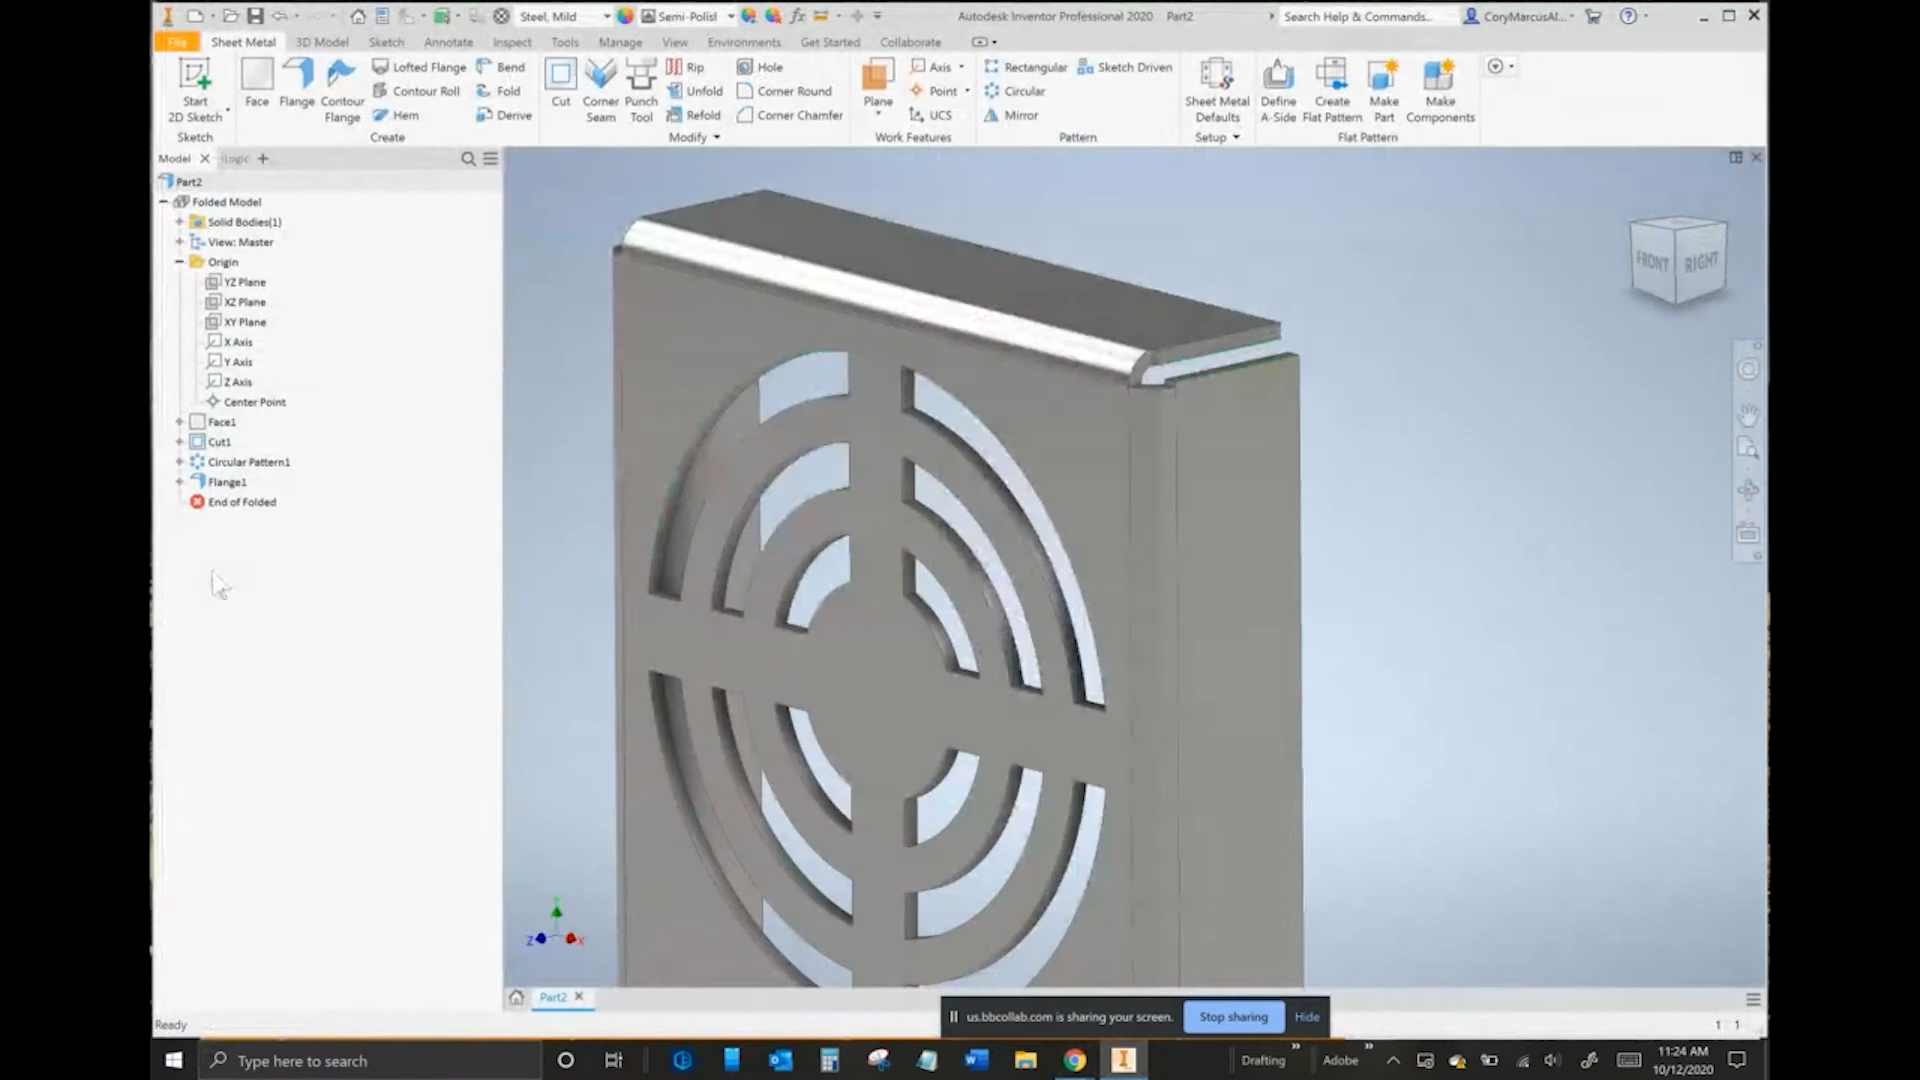 Steel, Mild
Semi-Polisl
fx
Autodesk Inventor Professional 2020 Part2
Search Help & Commands...
CoryMarcusAl...
File
Sheet Metal
3D Model
Sketch
Annotate
Inspect
Tools
Manage
View
Environments
Get Started
Collaborate
Start
2D Sketch
Face
Flange
Contour
Flange
Lofted Flange
Contour Roll
Hem
Bend
Fold
Derive
Cut
Corner
Seam
Punch
Tool
Rip
Unfold
Refold
Hole
Corner Round
Corner Chamfer
Plane
Axis
Point
UCS
Rectangular
Circular
Mirror
Sketch Driven
Sheet Metal
Defaults
Define
A-Side
Create
Flat Pattern
Make
Part
Make
Components
Sketch
Create
Modify
Work Features
Pattern
Setup
Flat Pattern
Model
iLogic
Part2
Folded Model
Solid Bodies(1)
View: Master
Origin
YZ Plane
XZ Plane
XY Plane
X Axis
Y Axis
Z Axis
Center Point
Face1
Cut1
Circular Pattern1
Flange1
End of Folded
FRONT
RIGHT
Z
X
Part2
us.bbcollab.com is sharing your screen.
Stop sharing
Hide
Ready
1 1
Type here to search
Drafting
Adobe
11:24 AM
10/12/2020